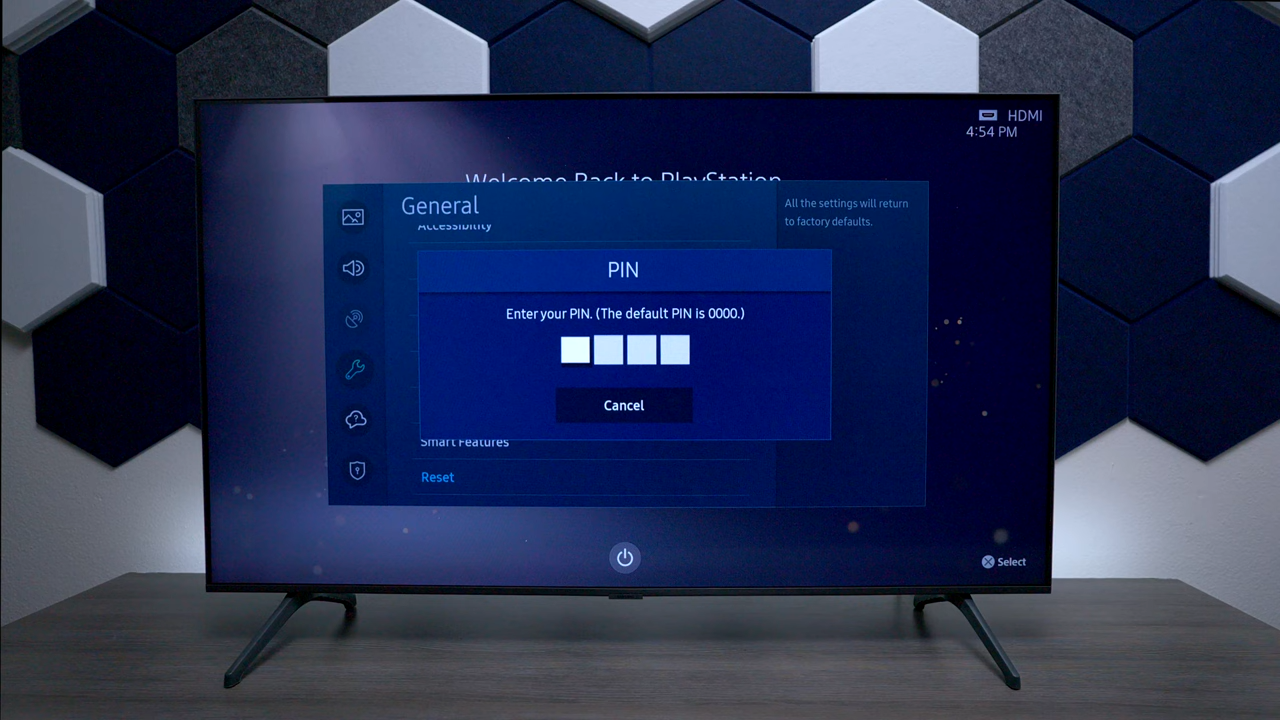 HDMI
4:54 PM
Welcome Back to PlayStation
General
All the settings will return
to factory defaults.
Accessibility
PIN
Enter your PIN. (The default PIN is 0000.)
Cancel
Smart Features
Reset
Select